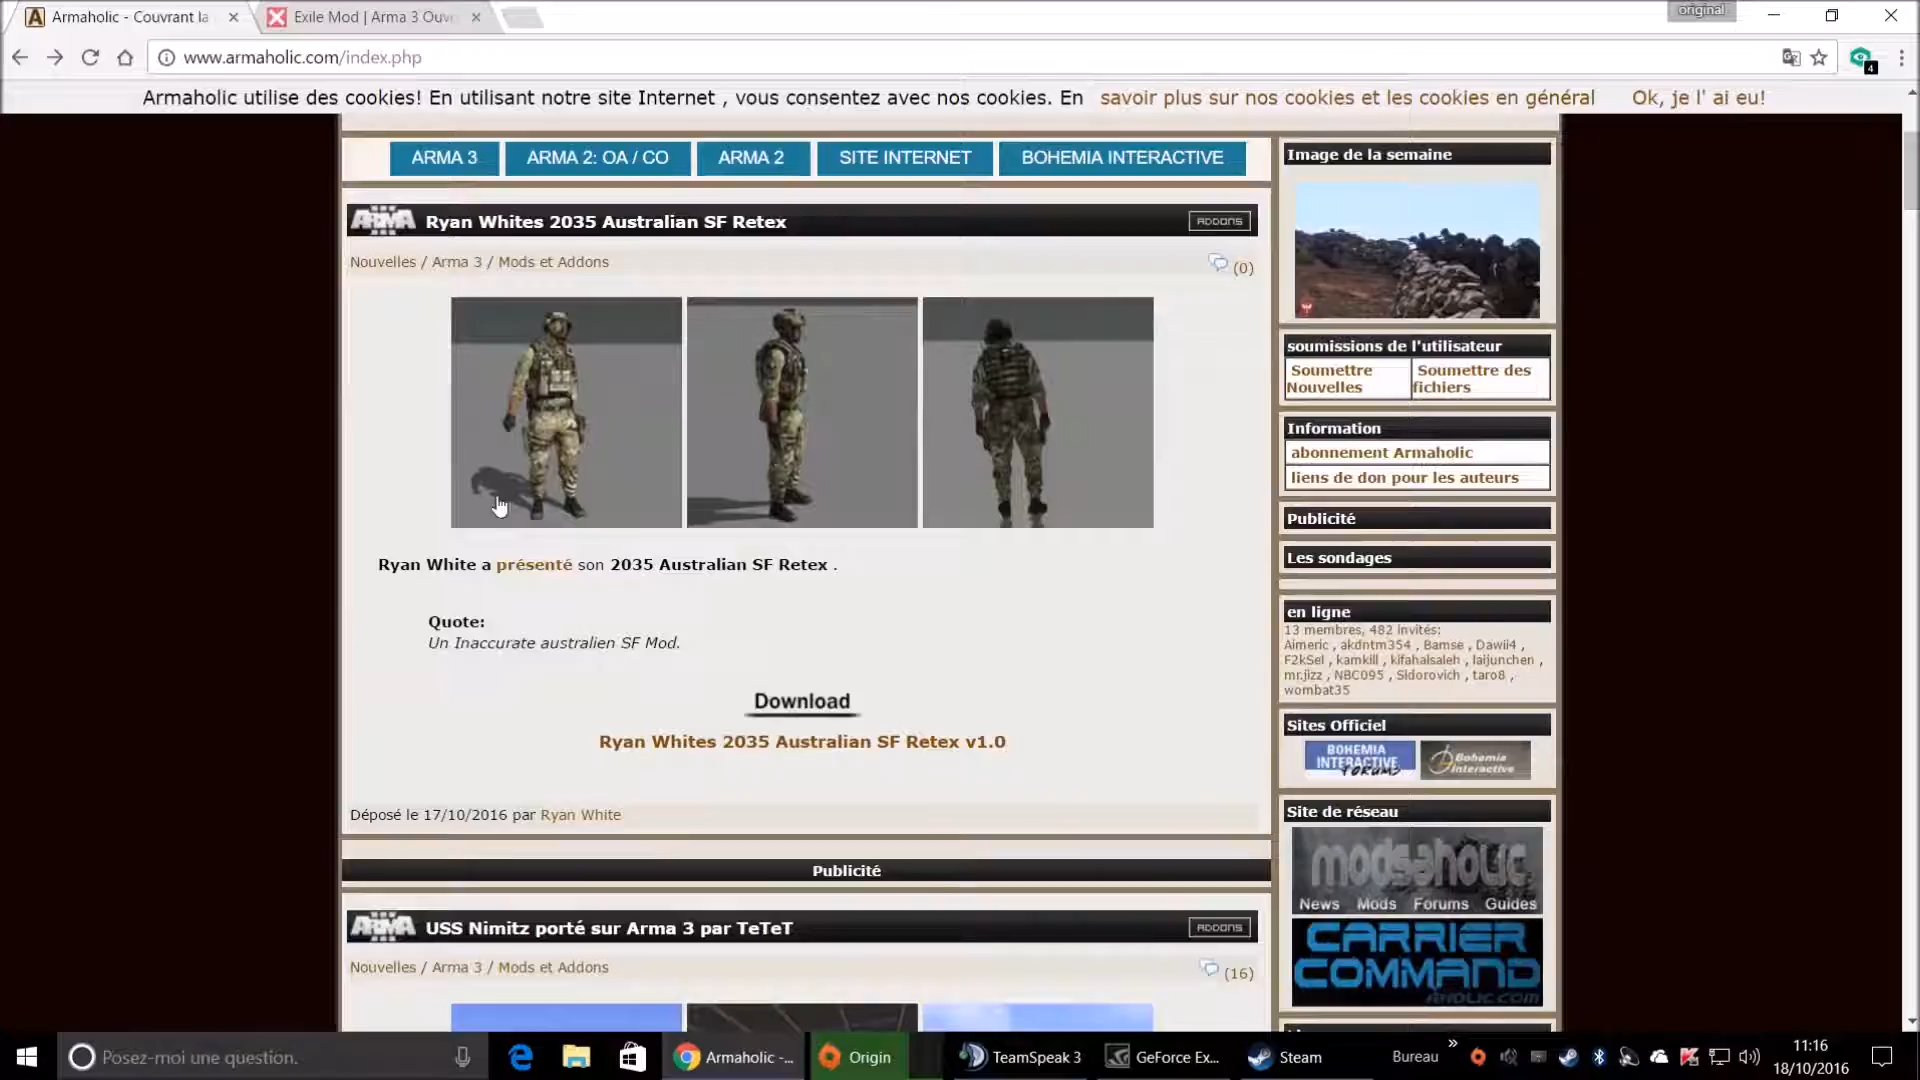 Armaholic - Couvrant la
Exile Mod | Arma 3 Ouv
original
www.armaholic.com/index.php
4
Armaholic utilise des cookies! En utilisant notre site Internet , vous consentez avec nos cookies. En savoir plus sur nos cookies et les cookies en général Ok, je l' ai eu!
ARMA 3 ARMA 2: OA / CO ARMA 2 SITE INTERNET BOHEMIA INTERACTIVE
ARMA Ryan Whites 2035 Australian SF Retex ADDONS
Nouvelles / Arma 3 / Mods et Addons (0)
Ryan White a présenté son 2035 Australian SF Retex .
Quote:
Un Inaccurate australien SF Mod.
Download
Ryan Whites 2035 Australian SF Retex v1.0
Déposé le 17/10/2016 par Ryan White
Publicité
ARMA USS Nimitz porté sur Arma 3 par TeTeT ADDONS
Nouvelles / Arma 3 / Mods et Addons (16)
Image de la semaine
soumissions de l'utilisateur
Soumettre Nouvelles
Soumettre des fichiers
Information
abonnement Armaholic
liens de don pour les auteurs
Publicité
Les sondages
en ligne
13 membres, 482 invités:
Aimeric , akdntm354 , Bamse , Dawii4 ,
F2kSel , kamkill , kifahalsaleh , laijunchen ,
mr.jizz , NBC095 , Sidorovich , taro8 ,
wombat35
Sites Officiel
BOHEMIA INTERACTIVE FORUMS
Bohemia Interactive
Site de réseau
modsaholic
News Mods Forums Guides
CARRIER
COMMAND
AHOLIC.COM
Posez-moi une question.
Armaholic -...
Origin
TeamSpeak 3
GeForce Ex...
Steam
Bureau
11:16
18/10/2016